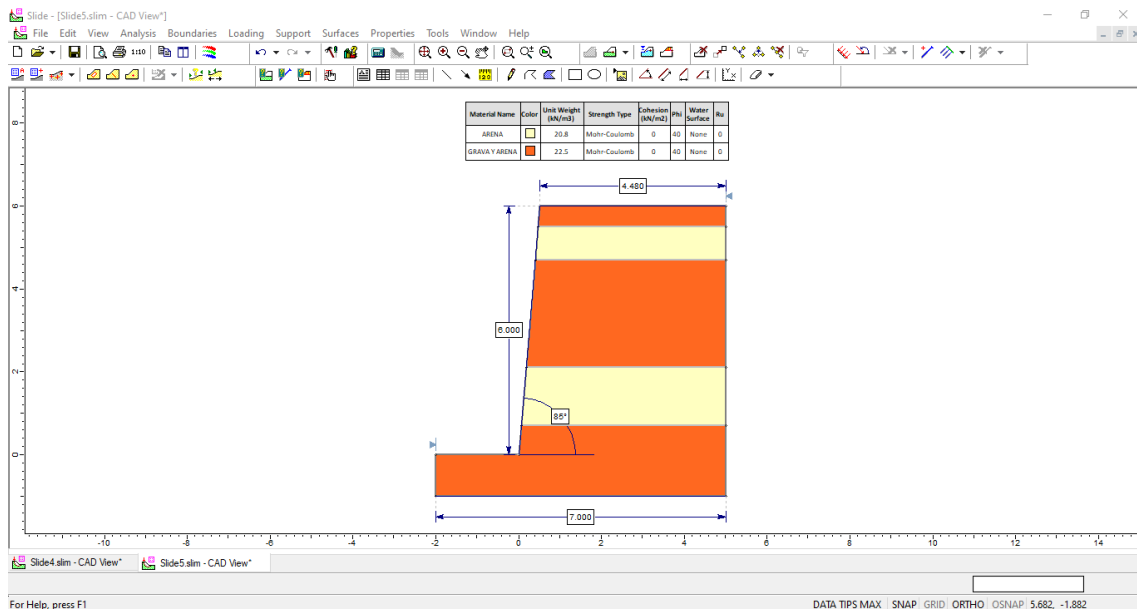 Slide - [Slide5.slim - CAD View*]
File Edit View Analysis Boundaries Loading Support Surfaces Properties Tools Window Help
1:10
Material Name Color Unit Weight (kN/m3) Strength Type Cohesion (kN/m2) Phi Water Surface Ru
ARENA 20.8 Mohr-Coulomb 0 40 None 0
GRAVA Y ARENA 22.5 Mohr-Coulomb 0 40 None 0
8
4.480
6
4
6.000
2
85°
0
7.000
-10 -8 -6 -4 -2 0 2 4 6 8 10 12 14
Slide4.slim - CAD View* Slide5.slim - CAD View*
For Help, press F1 DATA TIPS MAX SNAP GRID ORTHO OSNAP 5.682, -1.882